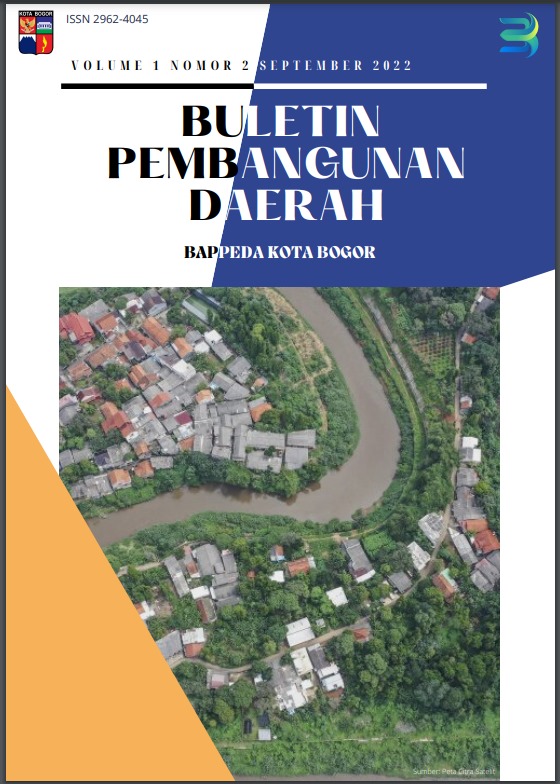 KOTA BOGOR
ISSN 2962-4045
VOLUME 1 NOMOR 2 SEPTEMBER 2022
BULETIN
PEMBANGUNAN
DAERAH
BAPPEDA KOTA BOGOR
Sumber: Peta Citra Satelit